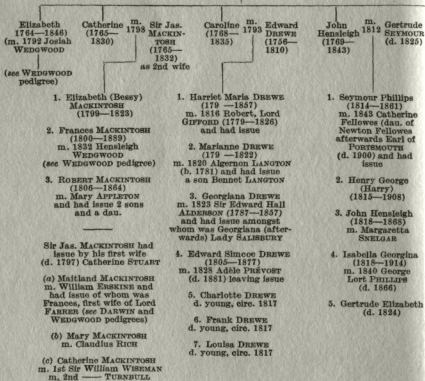 Elizabeth
1764—1846)
(m. 1792 Josiah
WEDGWOOD
(see WEDGWOOD
pedigree)
Catherine
(1765—
1830)
m.
1798
Sir Jas.
MACKIN-
TOSH
(1765—
1832)
as 2nd wife
1. Elizabeth (Bessy)
MACKINTOSH
(1799—1823)
2. Frances MACKINTOSH
(1800—1889)
m. 1832 Hensleigh
WEDGWOOD
(see WEDGWOOD pedigree)
3. ROBERT MACKINTOSH
(1806—1864)
m. Mary APPLETON
and had issue 2 sons
and a dau.
Sir Jas. MACKINTOSH had
issue by his first wife
(d. 1797) Catherine STUART
(a) Maitland MACKINTOSH
m. William ERSKINE and
had issue of whom was
Frances, first wife of Lord
FARRER (see DARWIN and
WEDGWOOD pedigrees)
(b) Mary MACKINTOSH
m. Claudius RICH
(c) Catherine MACKINTOSH
m. 1st Sir William WISEMAN
m. 2nd —— TURNBULL
Caroline
(1768—
1835)
m.
1793
Edward
DREWE
(1756—
1810)
1. Harriet Maria DREWE
(179 —1857)
m. 1816 Robert, Lord
GIFFORD (1779—1826)
and had issue
2. Marianne DREWE
(179 —1822)
m. 1820 Algernon LANGTON
(b. 1781) and had issue
a son Bennet LANGTON
3. Georgiana DREWE
m. 1823 Sir Edward Hall
ALDERSON (1787—1857)
and had issue amongst
whom was Georgiana (after-
wards) Lady SALISBURY
4. Edward Simcoe DREWE
(1805—1877)
m. 1828 Adèle PRÉVOST
(d. 1881) leaving issue
5. Charlotte DREWE
d. young, circ. 1817
6. Frank DREWE
d. young, circ. 1817
7. Louisa DREWE
d. young, circ. 1817
John
Hensleigh
(1769—
1843)
m.
1812
Gertrude
SEYMOUR
(d. 1825)
1. Seymour Phillips
(1814—1861)
m. 1843 Catherine
Fellowes (dau. of
Newton Fellowes
afterwards Earl of
PORTSMOUTH
(d. 1900) and had
issue
2. Henry George
(Harry)
(1815—1908)
3. John Hensleigh
(1816—1868)
m. Margaretta
SNELGAR
4. Isabella Georgina
(1818—1914)
m. 1840 George
Lort PHILLIPS
(d. 1866)
5. Gertrude Elizabeth
(d. 1824)